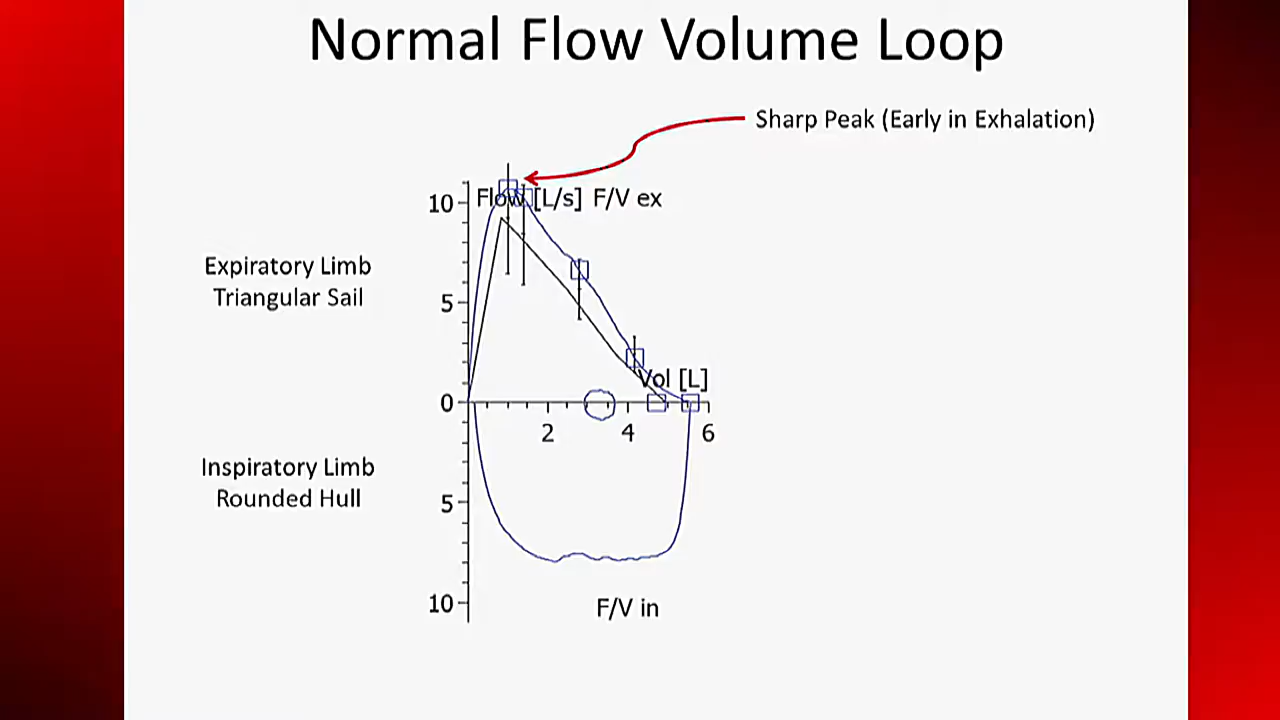 Normal Flow Volume Loop
Sharp Peak (Early in Exhalation)
10
Flow [L/s] F/V ex
Expiratory Limb
Triangular Sail
5
Vol [L]
0
2
4
6
Inspiratory Limb
Rounded Hull
5
10
F/V in